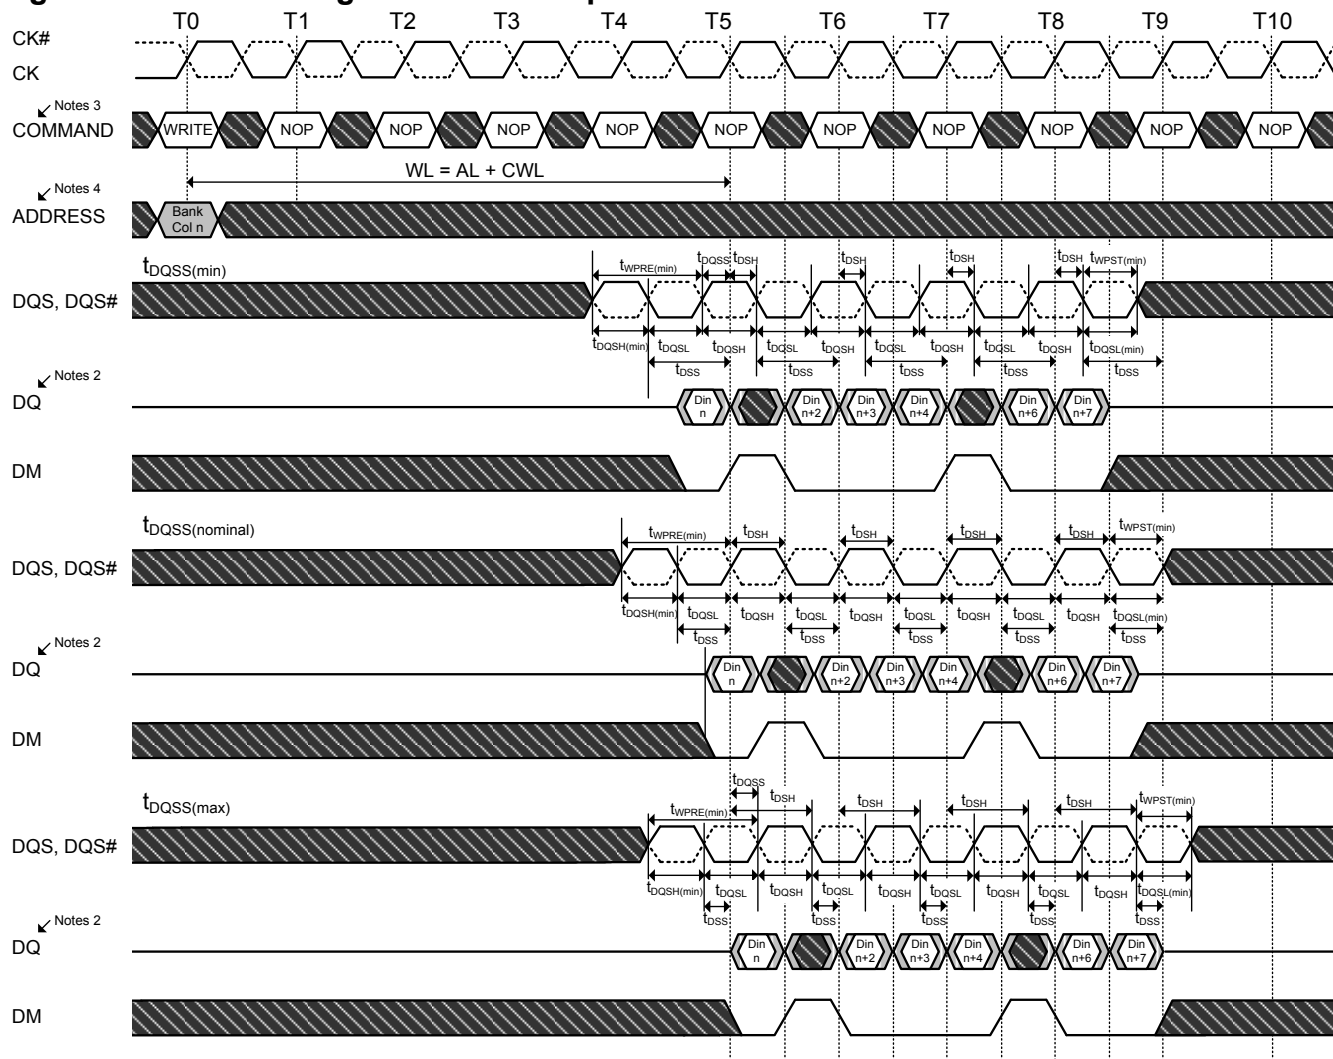 T0 T1 T2 T3 T4 T5 T6 T7 T8 T9 T10
CK#
CK
Notes 3
COMMAND WRITE NOP NOP NOP NOP NOP NOP NOP NOP NOP NOP
WL = AL + CWL
Notes 4
ADDRESS Bank Col n
tDQSS(min) tWPRE(min) tDQSS tDSH tDSH tDSH tDSH tWPST(min)
DQS, DQS#
tDQSH(min) tDQSL tDQSH tDQSL tDQSH tDQSL tDQSH tDQSL tDQSH tDQSL(min)
tDSS tDSS tDSS tDSS tDSS
Notes 2
DQ Din n Din n+2 Din n+3 Din n+4 Din n+6 Din n+7
DM
tDQSS(nominal) tWPRE(min) tDSH tDSH tDSH tDSH tWPST(min)
DQS, DQS#
tDQSH(min) tDQSL tDQSH tDQSL tDQSH tDQSL tDQSH tDQSL tDQSH tDQSL(min)
tDSS tDSS tDSS tDSS tDSS
Notes 2
DQ Din n Din n+2 Din n+3 Din n+4 Din n+6 Din n+7
DM
tDQSS
tDQSS(max) tWPRE(min) tDSH tDSH tDSH tDSH tWPST(min)
DQS, DQS#
tDQSH(min) tDQSL tDQSH tDQSL tDQSH tDQSL tDQSH tDQSL tDQSH tDQSL(min)
tDSS tDSS tDSS tDSS tDSS
Notes 2
DQ Din n Din n+2 Din n+3 Din n+4 Din n+6 Din n+7
DM